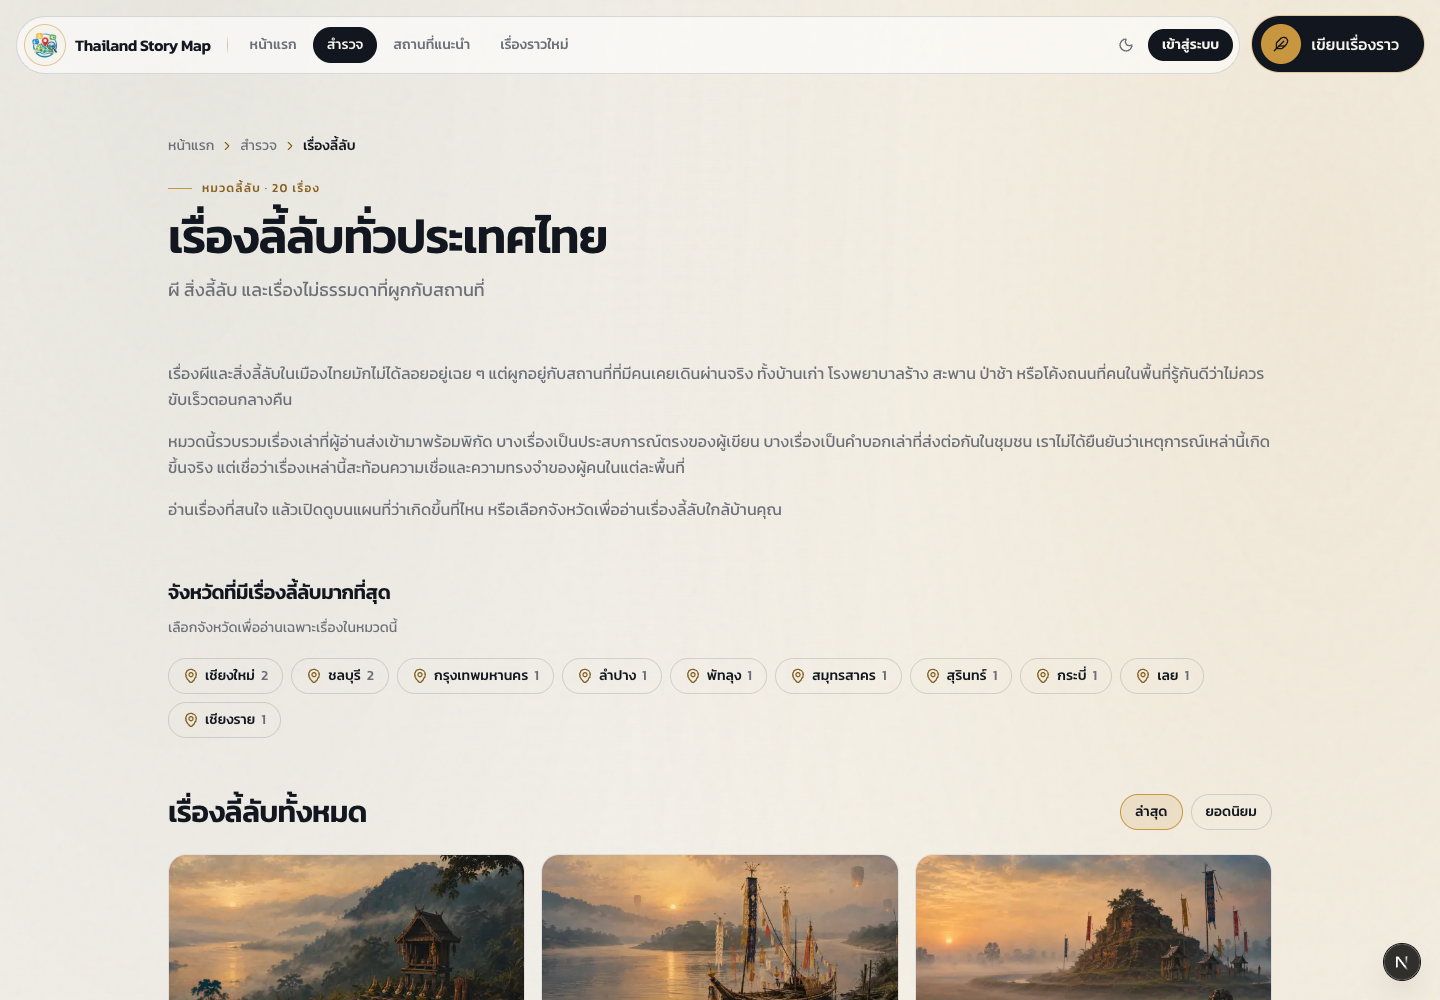 Thailand Story Map
หน้าแรก
สำรวจ
สถานที่แนะนำ
เรื่องราวใหม่
เข้าสู่ระบบ
เขียนเรื่องราว
หน้าแรก > สำรวจ > เรื่องลี้ลับ
หมวดลี้ลับ · 20 เรื่อง
เรื่องลี้ลับทั่วประเทศไทย
ผี สิ่งลี้ลับ และเรื่องไม่ธรรมดาที่ผูกกับสถานที่
เรื่องผีและสิ่งลี้ลับในเมืองไทยมักไม่ได้ลอยอยู่เฉย ๆ แต่ผูกอยู่กับสถานที่ที่มีคนเคยเดินผ่านจริง ทั้งบ้านเก่า โรงพยาบาลร้าง สะพาน ป่าช้า หรือโค้งถนนที่คนในพื้นที่รู้กันดีว่าไม่ควร
ขับเร็วตอนกลางคืน
หมวดนี้รวบรวมเรื่องเล่าที่ผู้อ่านส่งเข้ามาพร้อมพิกัด บางเรื่องเป็นประสบการณ์ตรงของผู้เขียน บางเรื่องเป็นคำบอกเล่าที่ส่งต่อกันในชุมชน เราไม่ได้ยืนยันว่าเหตุการณ์เหล่านี้เกิด
ขึ้นจริง แต่เชื่อว่าเรื่องเหล่านี้สะท้อนความเชื่อและความทรงจำของผู้คนในแต่ละพื้นที่
อ่านเรื่องที่สนใจ แล้วเปิดดูบนแผนที่ว่าเกิดขึ้นที่ไหน หรือเลือกจังหวัดเพื่ออ่านเรื่องลี้ลับใกล้บ้านคุณ
จังหวัดที่มีเรื่องลี้ลับมากที่สุด
เลือกจังหวัดเพื่ออ่านเฉพาะเรื่องในหมวดนี้
เชียงใหม่ 2
ชลบุรี 2
กรุงเทพมหานคร 1
ลำปาง 1
พัทลุง 1
สมุทรสาคร 1
สุรินทร์ 1
กระบี่ 1
เลย 1
เชียงราย 1
เรื่องลี้ลับทั้งหมด
ล่าสุด
ยอดนิยม
N